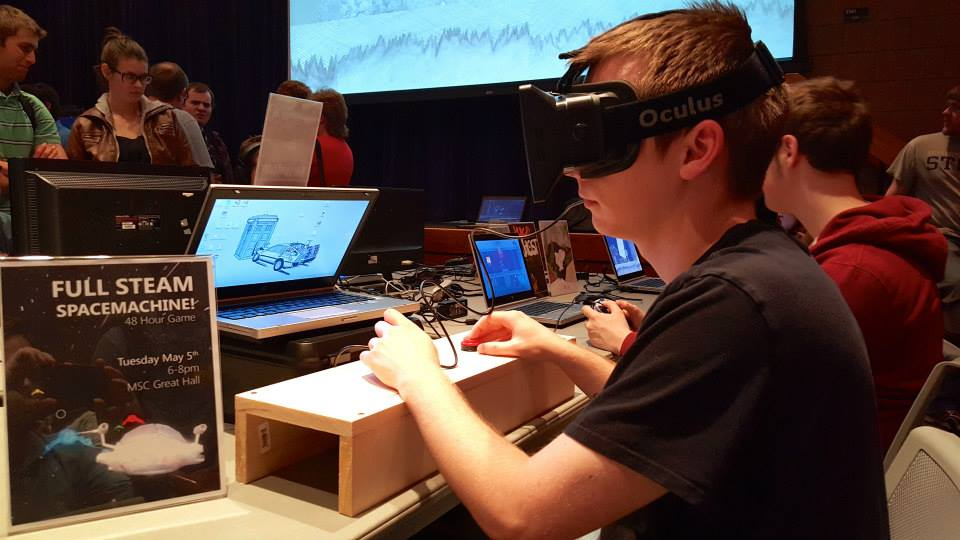 Oculus
FULL STEAM
SPACEMACHINE!
48 Hour Game
Tuesday May 5th
6-8pm
MSC Great Hall